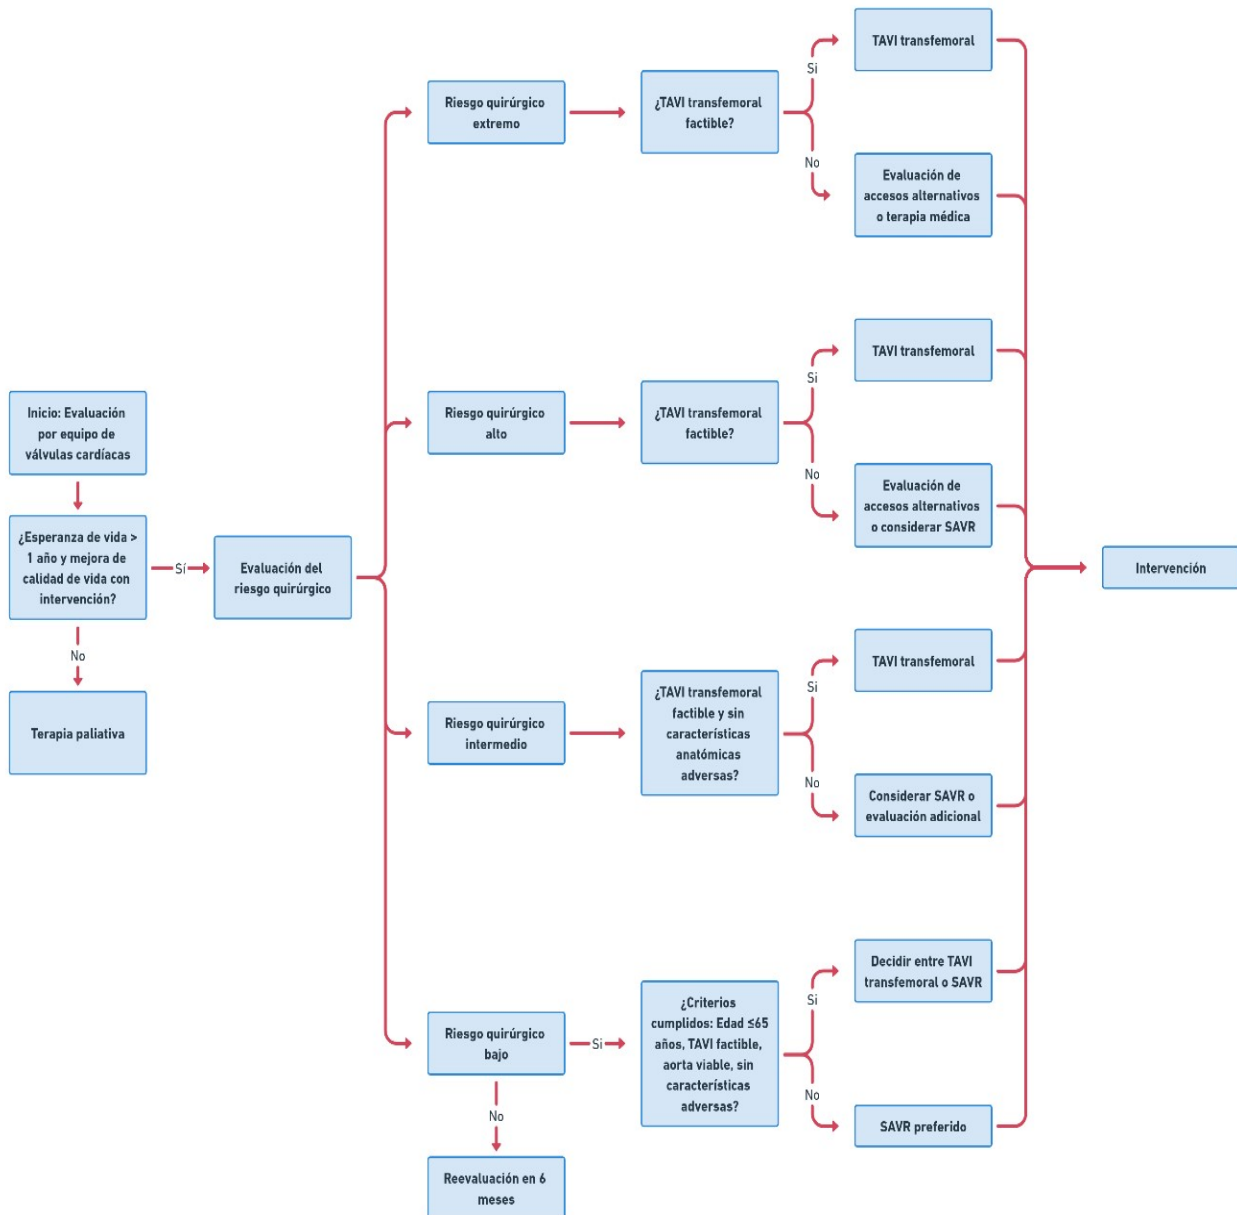 Inicio: Evaluación
por equipo de
válvulas cardíacas
¿Esperanza de vida >
1 año y mejora de
calidad de vida con
intervención?
No
Terapia paliativa
Sí
Evaluación del
riesgo quirúrgico
Riesgo quirúrgico
extremo
¿TAVI transfemoral
factible?
Si
TAVI transfemoral
No
Evaluación de
accesos alternativos
o terapia médica
Riesgo quirúrgico
alto
¿TAVI transfemoral
factible?
Si
TAVI transfemoral
No
Evaluación de
accesos alternativos
o considerar SAVR
Riesgo quirúrgico
intermedio
¿TAVI transfemoral
factible y sin
características
anatómicas
adversas?
Si
TAVI transfemoral
No
Considerar SAVR o
evaluación adicional
Riesgo quirúrgico
bajo
Si
¿Criterios
cumplidos: Edad ≤65
años, TAVI factible,
aorta viable, sin
características
adversas?
Si
Decidir entre TAVI
transfemoral o SAVR
No
SAVR preferido
No
Reevaluación en 6
meses
Intervención